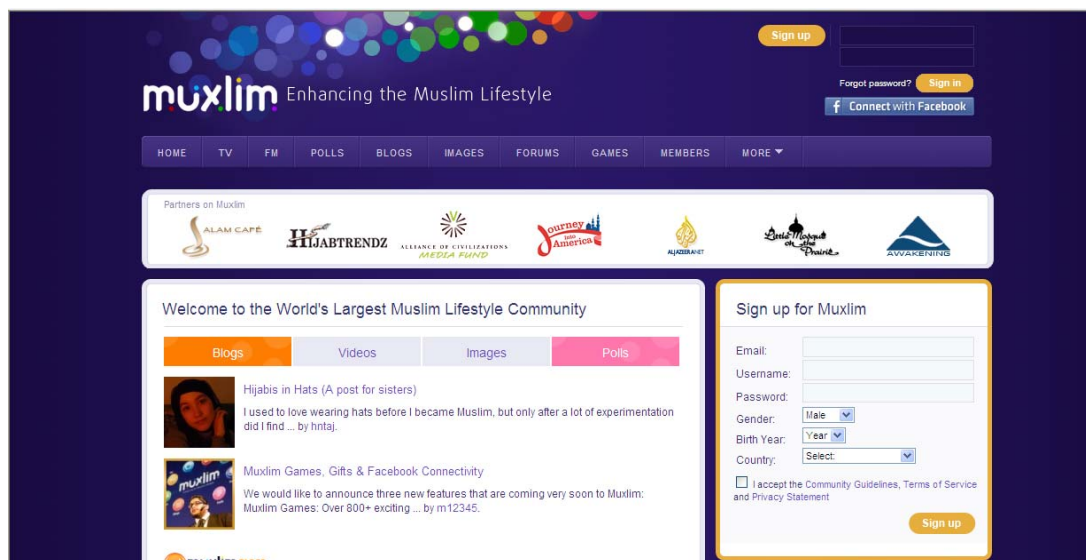 Sign up
muxlim Enhancing the Muslim Lifestyle
Forgot password? Sign in
f Connect with Facebook
HOME TV FM POLLS BLOGS IMAGES FORUMS GAMES MEMBERS MORE
Partners on Muxlim
ALAM CAFÉ
HIJABTRENDZ
ALLIANCE OF CIVILIZATIONS
MEDIA FUND
Journey
into
America
ALJAZEERA.NET
Little Mosque
on the
Prairie
AWAKENING
Welcome to the World's Largest Muslim Lifestyle Community
Blogs Videos Images Polls
Hijabis in Hats (A post for sisters)
I used to love wearing hats before I became Muslim, but only after a lot of experimentation
did I find ... by hntaj.
muxlim
Muxlim Games, Gifts & Facebook Connectivity
We would like to announce three new features that are coming very soon to Muxlim:
Muxlim Games: Over 800+ exciting ... by m12345.
Sign up for Muxlim
Email:
Username:
Password:
Gender: Male
Birth Year: Year
Country: Select:
I accept the Community Guidelines, Terms of Service
and Privacy Statement
Sign up